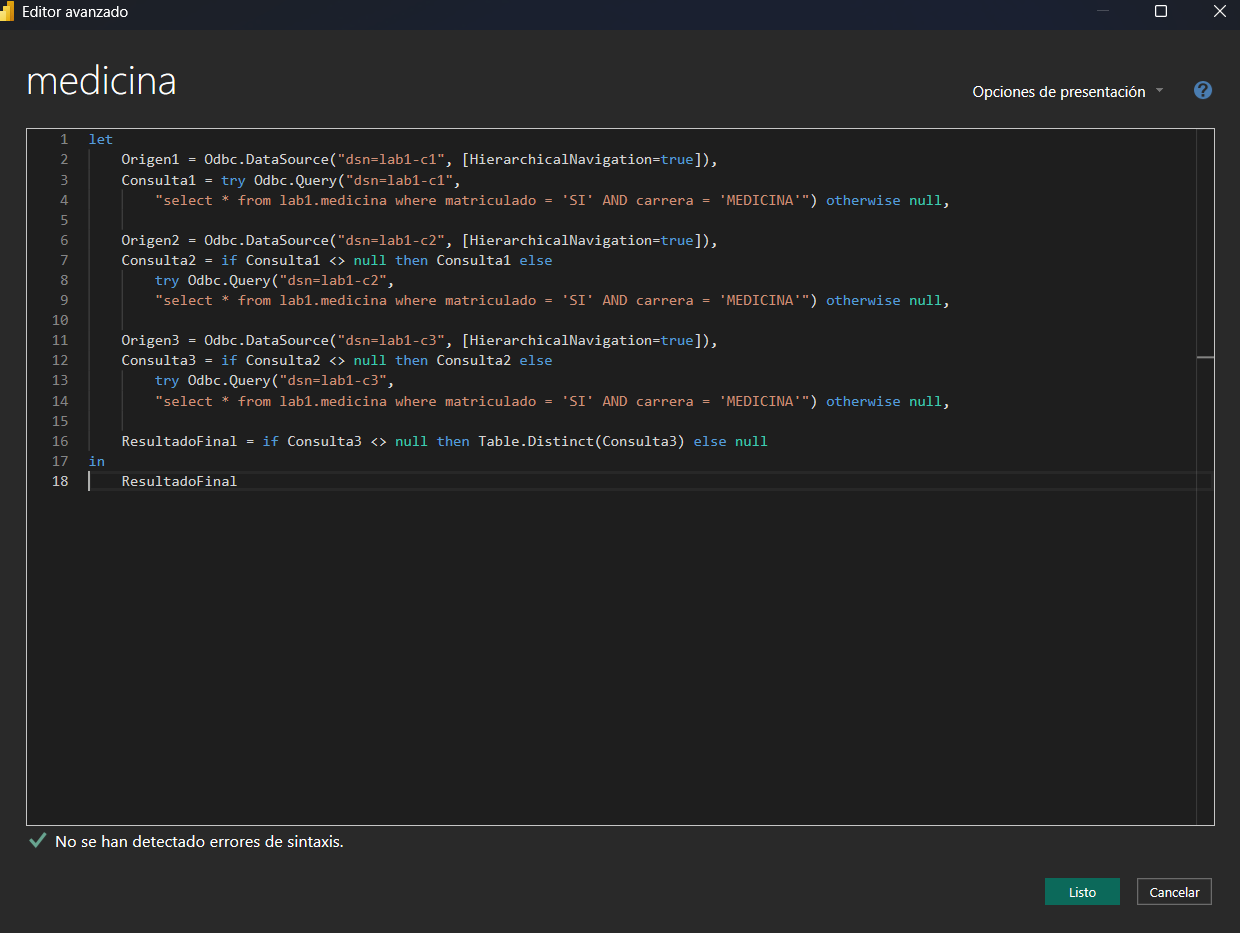 Editor avanzado
medicina
Opciones de presentación
?
1 let
2 Origen1 = Odbc.DataSource("dsn=lab1-c1", [HierarchicalNavigation=true]),
3 Consulta1 = try Odbc.Query("dsn=lab1-c1",
4 "select * from lab1.medicina where matriculado = 'SI' AND carrera = 'MEDICINA'") otherwise null,
5
6 Origen2 = Odbc.DataSource("dsn=lab1-c2", [HierarchicalNavigation=true]),
7 Consulta2 = if Consulta1 <> null then Consulta1 else
8 try Odbc.Query("dsn=lab1-c2",
9 "select * from lab1.medicina where matriculado = 'SI' AND carrera = 'MEDICINA'") otherwise null,
10
11 Origen3 = Odbc.DataSource("dsn=lab1-c3", [HierarchicalNavigation=true]),
12 Consulta3 = if Consulta2 <> null then Consulta2 else
13 try Odbc.Query("dsn=lab1-c3",
14 "select * from lab1.medicina where matriculado = 'SI' AND carrera = 'MEDICINA'") otherwise null,
15
16 ResultadoFinal = if Consulta3 <> null then Table.Distinct(Consulta3) else null
17 in
18 ResultadoFinal
No se han detectado errores de sintaxis.
Listo
Cancelar